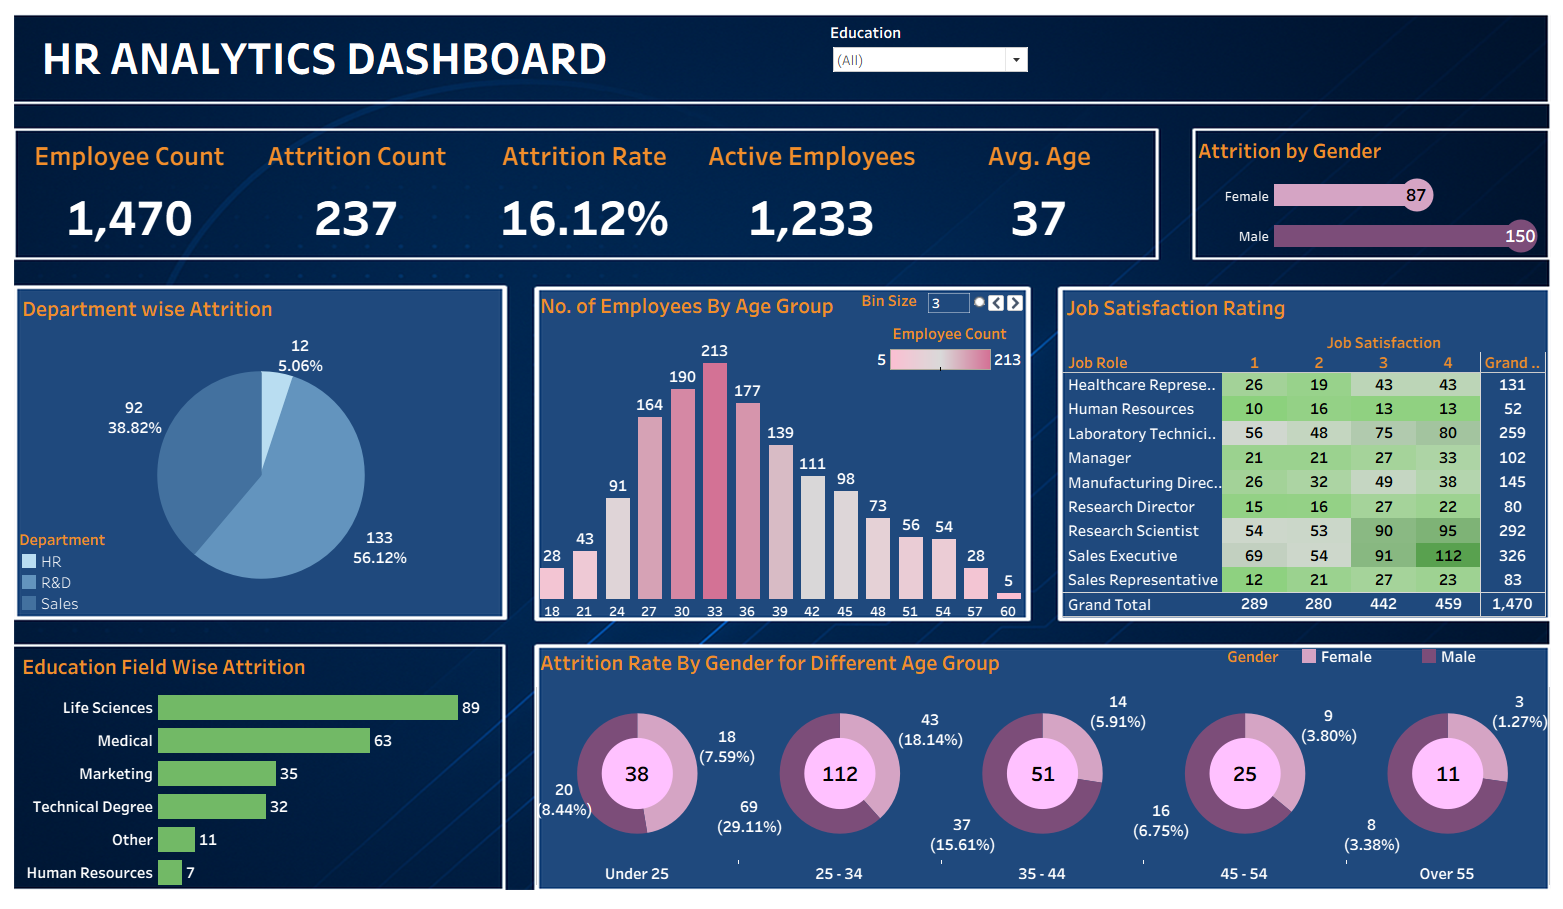 HR ANALYTICS DASHBOARD
Education
(All)
Employee Count
1,470
Attrition Count
237
Attrition Rate
16.12%
Active Employees
1,233
Avg. Age
37
Attrition by Gender
Female 87
Male 150
Department wise Attrition
12
5.06%
92
38.82%
133
56.12%
Department
HR
R&D
Sales
No. of Employees By Age Group
Bin Size 3
Employee Count
5 213
28 43 91 164 190 213 177 139 111 98 73 56 54 28 5
18 21 24 27 30 33 36 39 42 45 48 51 54 57 60
Job Satisfaction Rating
Job Satisfaction
Job Role 1 2 3 4 Grand ..
Healthcare Represe.. 26 19 43 43 131
Human Resources 10 16 13 13 52
Laboratory Technici.. 56 48 75 80 259
Manager 21 21 27 33 102
Manufacturing Direc.. 26 32 49 38 145
Research Director 15 16 27 22 80
Research Scientist 54 53 90 95 292
Sales Executive 69 54 91 112 326
Sales Representative 12 21 27 23 83
Grand Total 289 280 442 459 1,470
Education Field Wise Attrition
Life Sciences 89
Medical 63
Marketing 35
Technical Degree 32
Other 11
Human Resources 7
Attrition Rate By Gender for Different Age Group
Gender Female Male
18
(7.59%)
38
20
(8.44%)
Under 25
43
(18.14%)
112
69
(29.11%)
25 - 34
14
(5.91%)
51
37
(15.61%)
35 - 44
9
(3.80%)
25
16
(6.75%)
45 - 54
3
(1.27%)
11
8
(3.38%)
Over 55